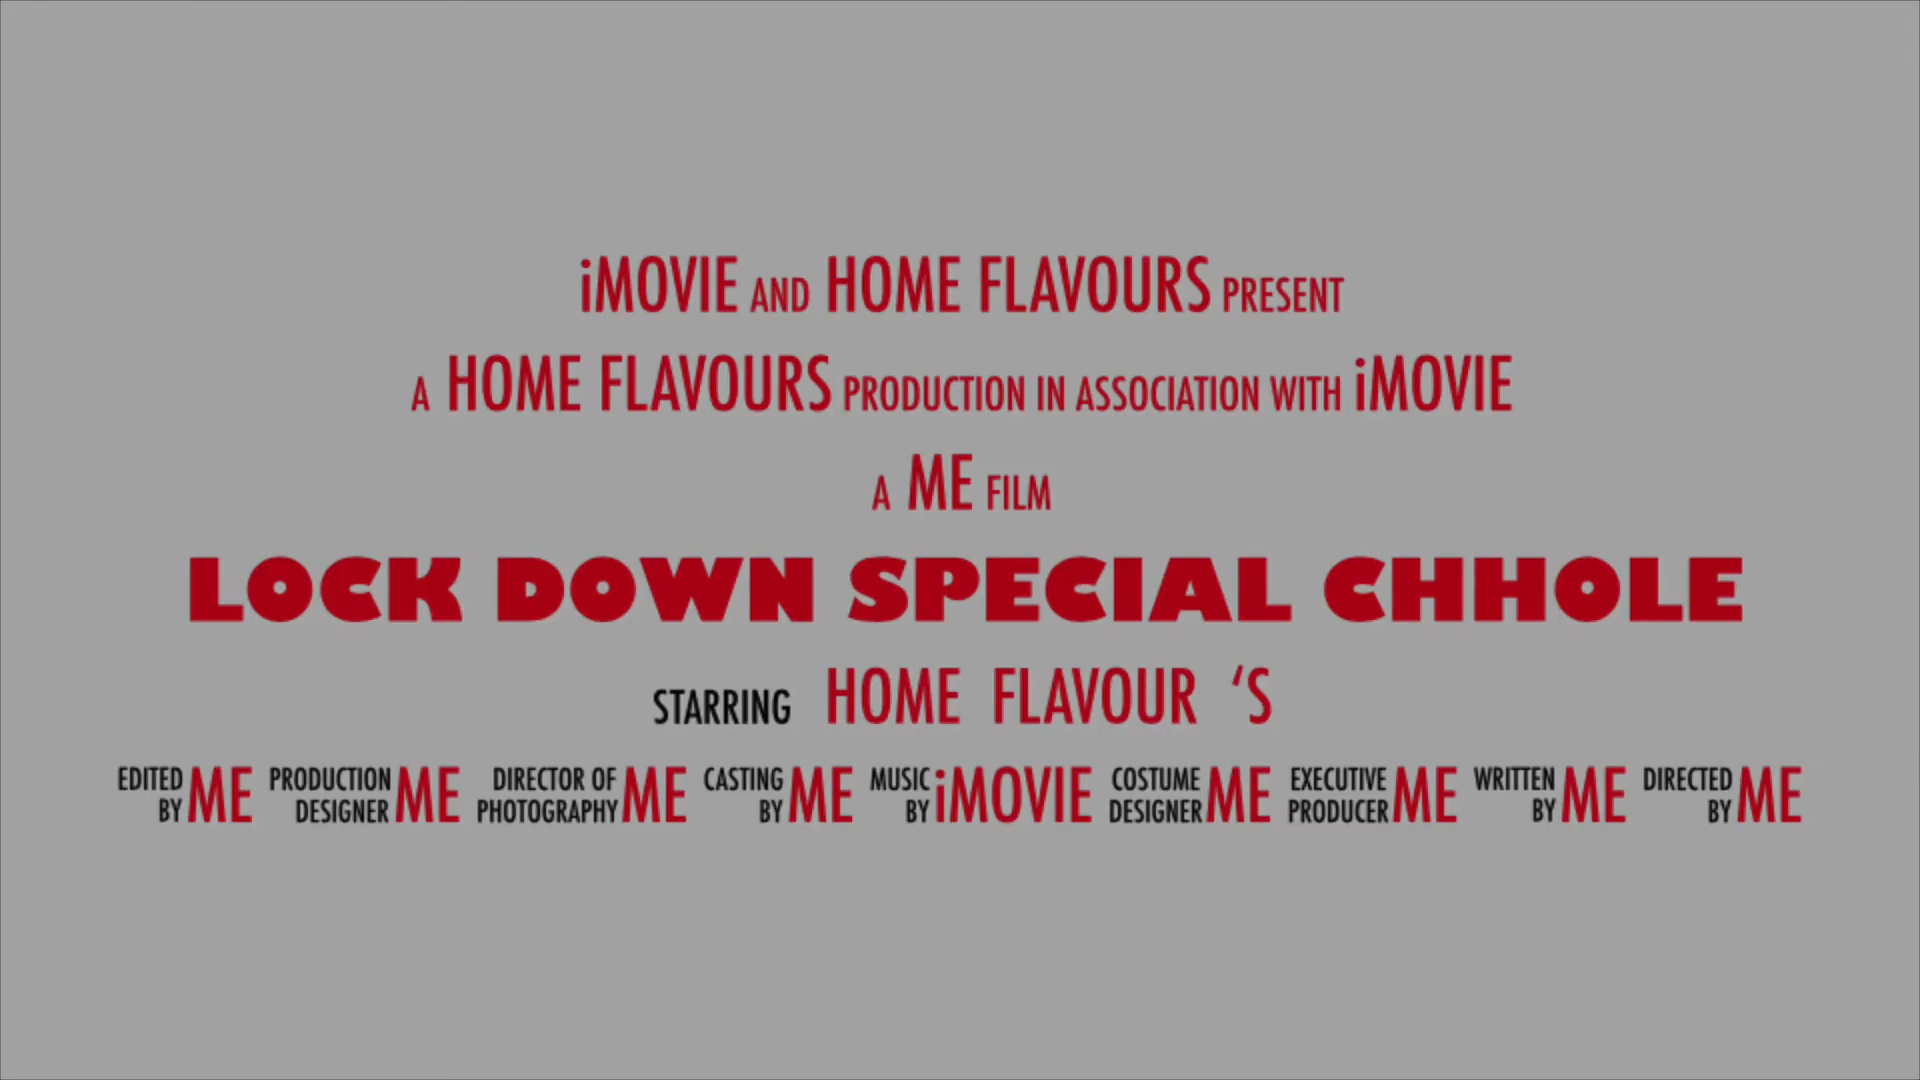 iMOVIE AND HOME FLAVOURS PRESENT
A HOME FLAVOURS PRODUCTION IN ASSOCIATION WITH iMOVIE
A ME FILM
LOCK DOWN SPECIAL CHHOLE
STARRING HOME FLAVOUR ‘S
EDITED BY ME PRODUCTION DESIGNER ME DIRECTOR OF PHOTOGRAPHY ME CASTING BY ME MUSIC BY iMOVIE COSTUME DESIGNER ME EXECUTIVE PRODUCER ME WRITTEN BY ME DIRECTED BY ME